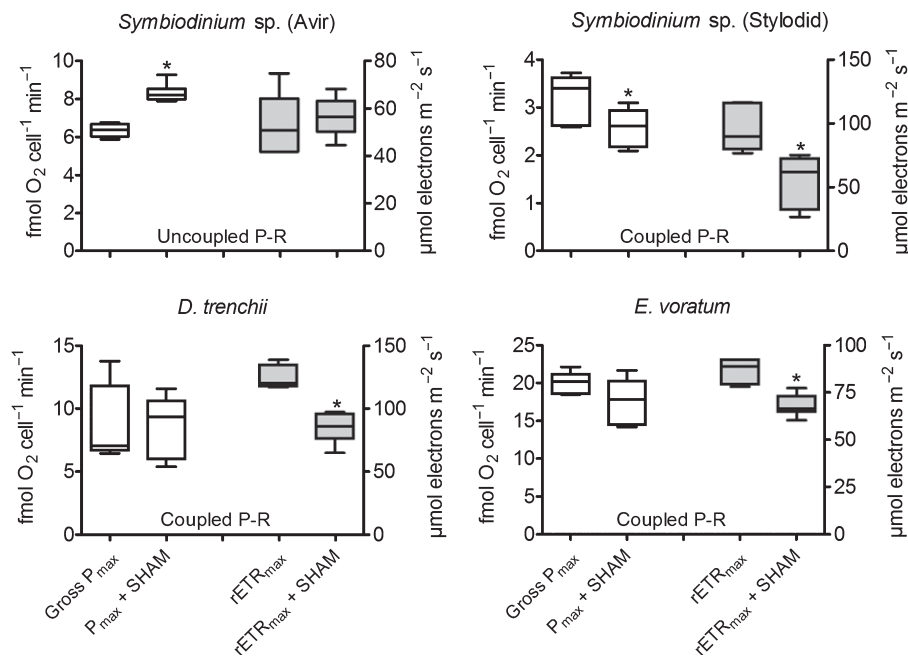 Symbiodinium sp. (Avir)
10
8
6
4
2
0
fmol O₂ cell⁻¹ min⁻¹
*
Uncoupled P-R
80
60
40
20
0
µmol electrons m⁻² s⁻¹
Symbiodinium sp. (Stylodid)
4
3
2
1
0
fmol O₂ cell⁻¹ min⁻¹
*
*
Coupled P-R
150
100
50
0
µmol electrons m⁻² s⁻¹
D. trenchii
15
10
5
0
fmol O₂ cell⁻¹ min⁻¹
*
Coupled P-R
150
100
50
0
µmol electrons m⁻² s⁻¹
Gross Pmax
Pmax + SHAM
rETRmax
rETRmax + SHAM
E. voratum
25
20
15
10
5
0
fmol O₂ cell⁻¹ min⁻¹
*
Coupled P-R
100
75
50
25
0
µmol electrons m⁻² s⁻¹
Gross Pmax
Pmax + SHAM
rETRmax
rETRmax + SHAM